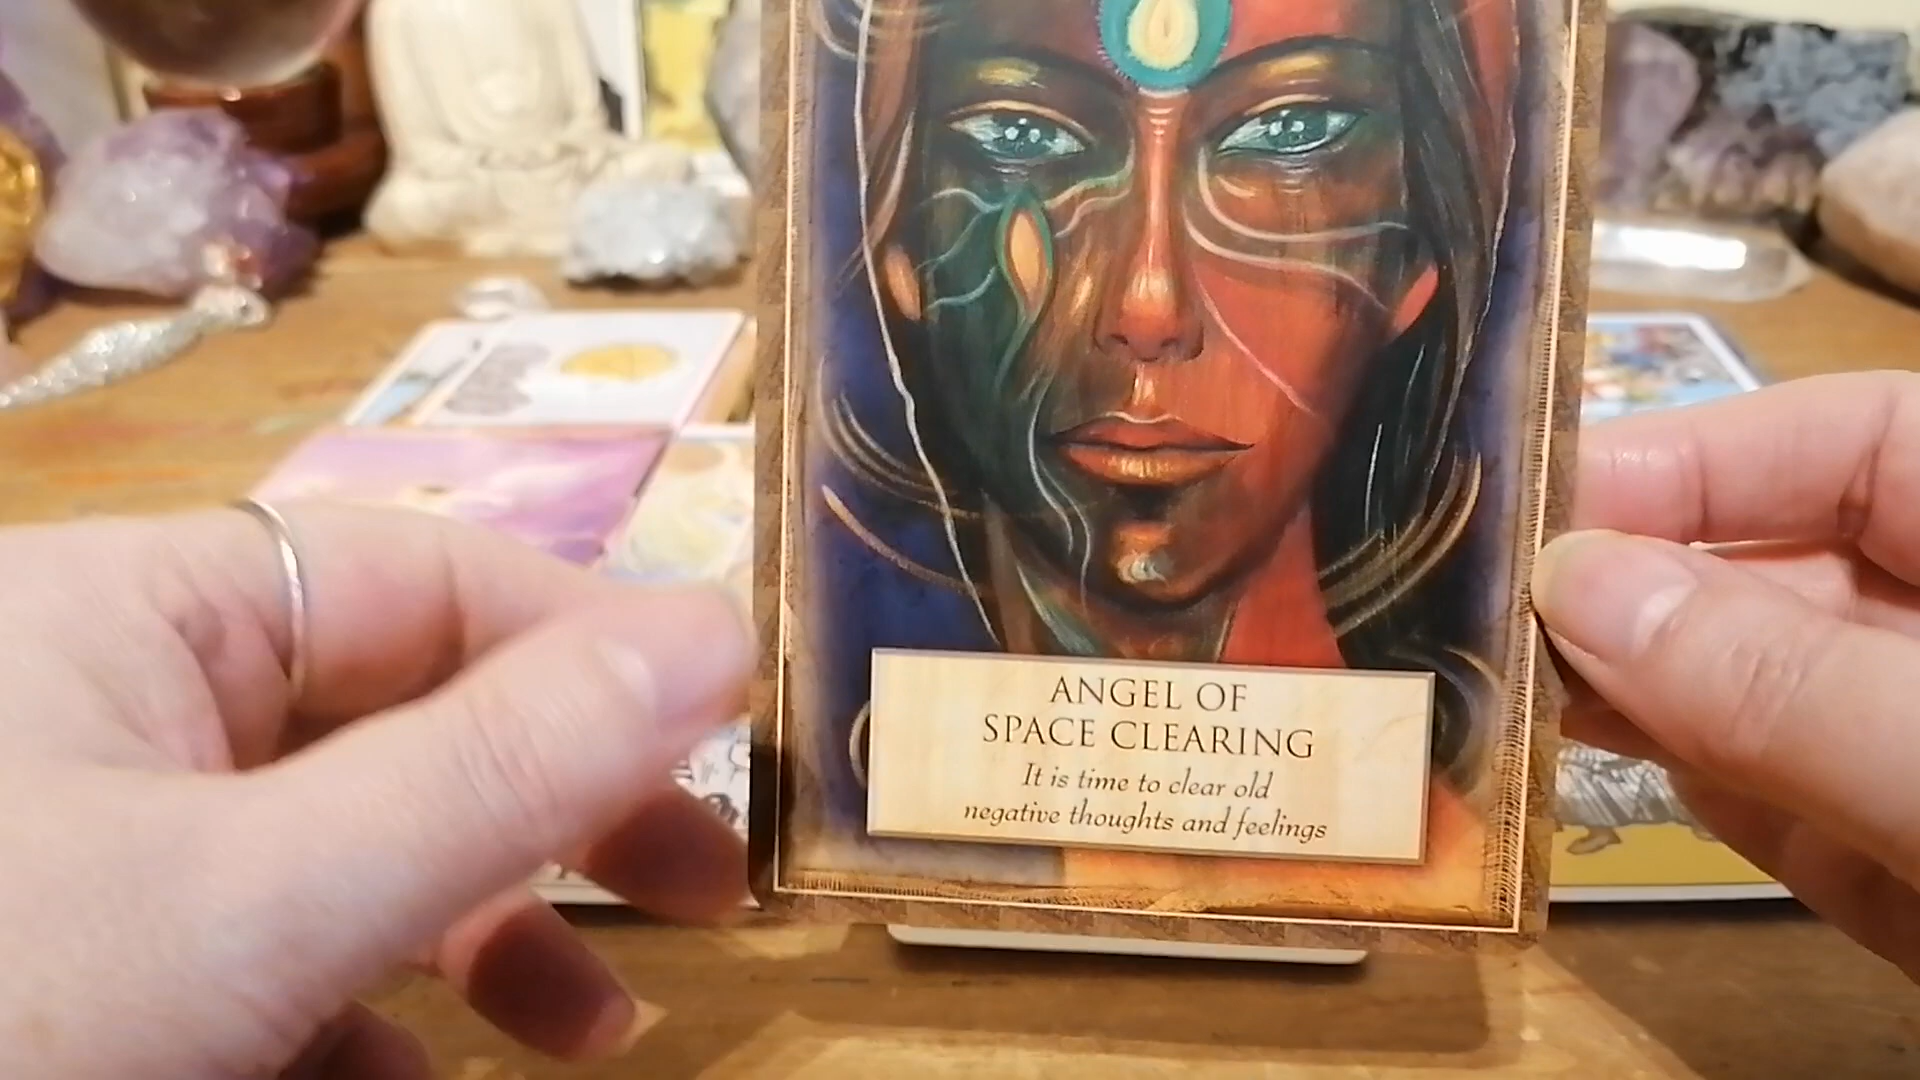 ANGEL OF
SPACE CLEARING
It is time to clear old
negative thoughts and feelings